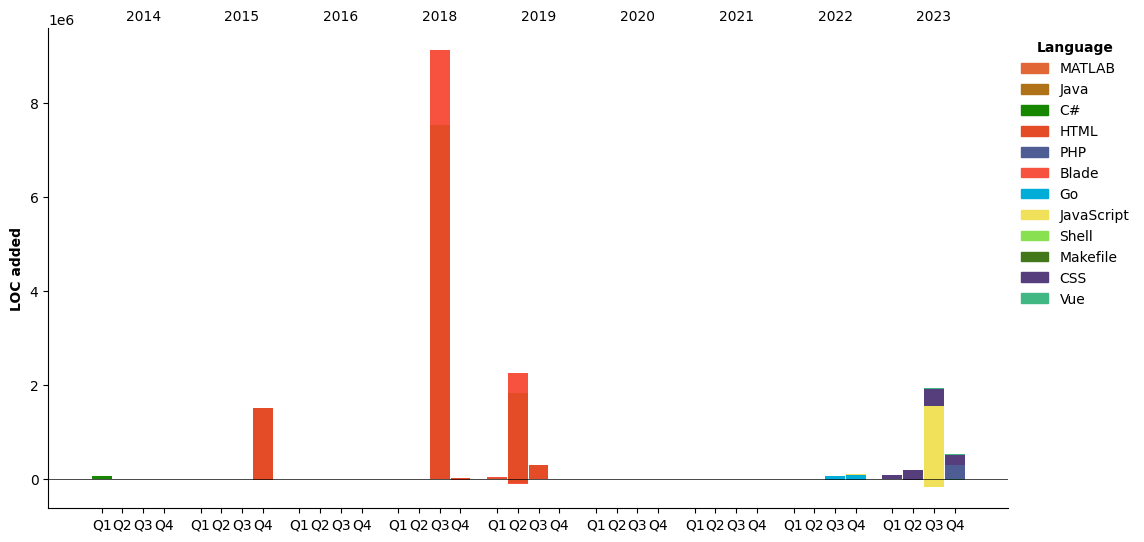 1e6
2014 2015 2016 2018 2019 2020 2021 2022 2023
LOC added
8
6
4
2
0
Q1 Q2 Q3 Q4 Q1 Q2 Q3 Q4 Q1 Q2 Q3 Q4 Q1 Q2 Q3 Q4 Q1 Q2 Q3 Q4 Q1 Q2 Q3 Q4 Q1 Q2 Q3 Q4 Q1 Q2 Q3 Q4 Q1 Q2 Q3 Q4
Language
MATLAB
Java
C#
HTML
PHP
Blade
Go
JavaScript
Shell
Makefile
CSS
Vue